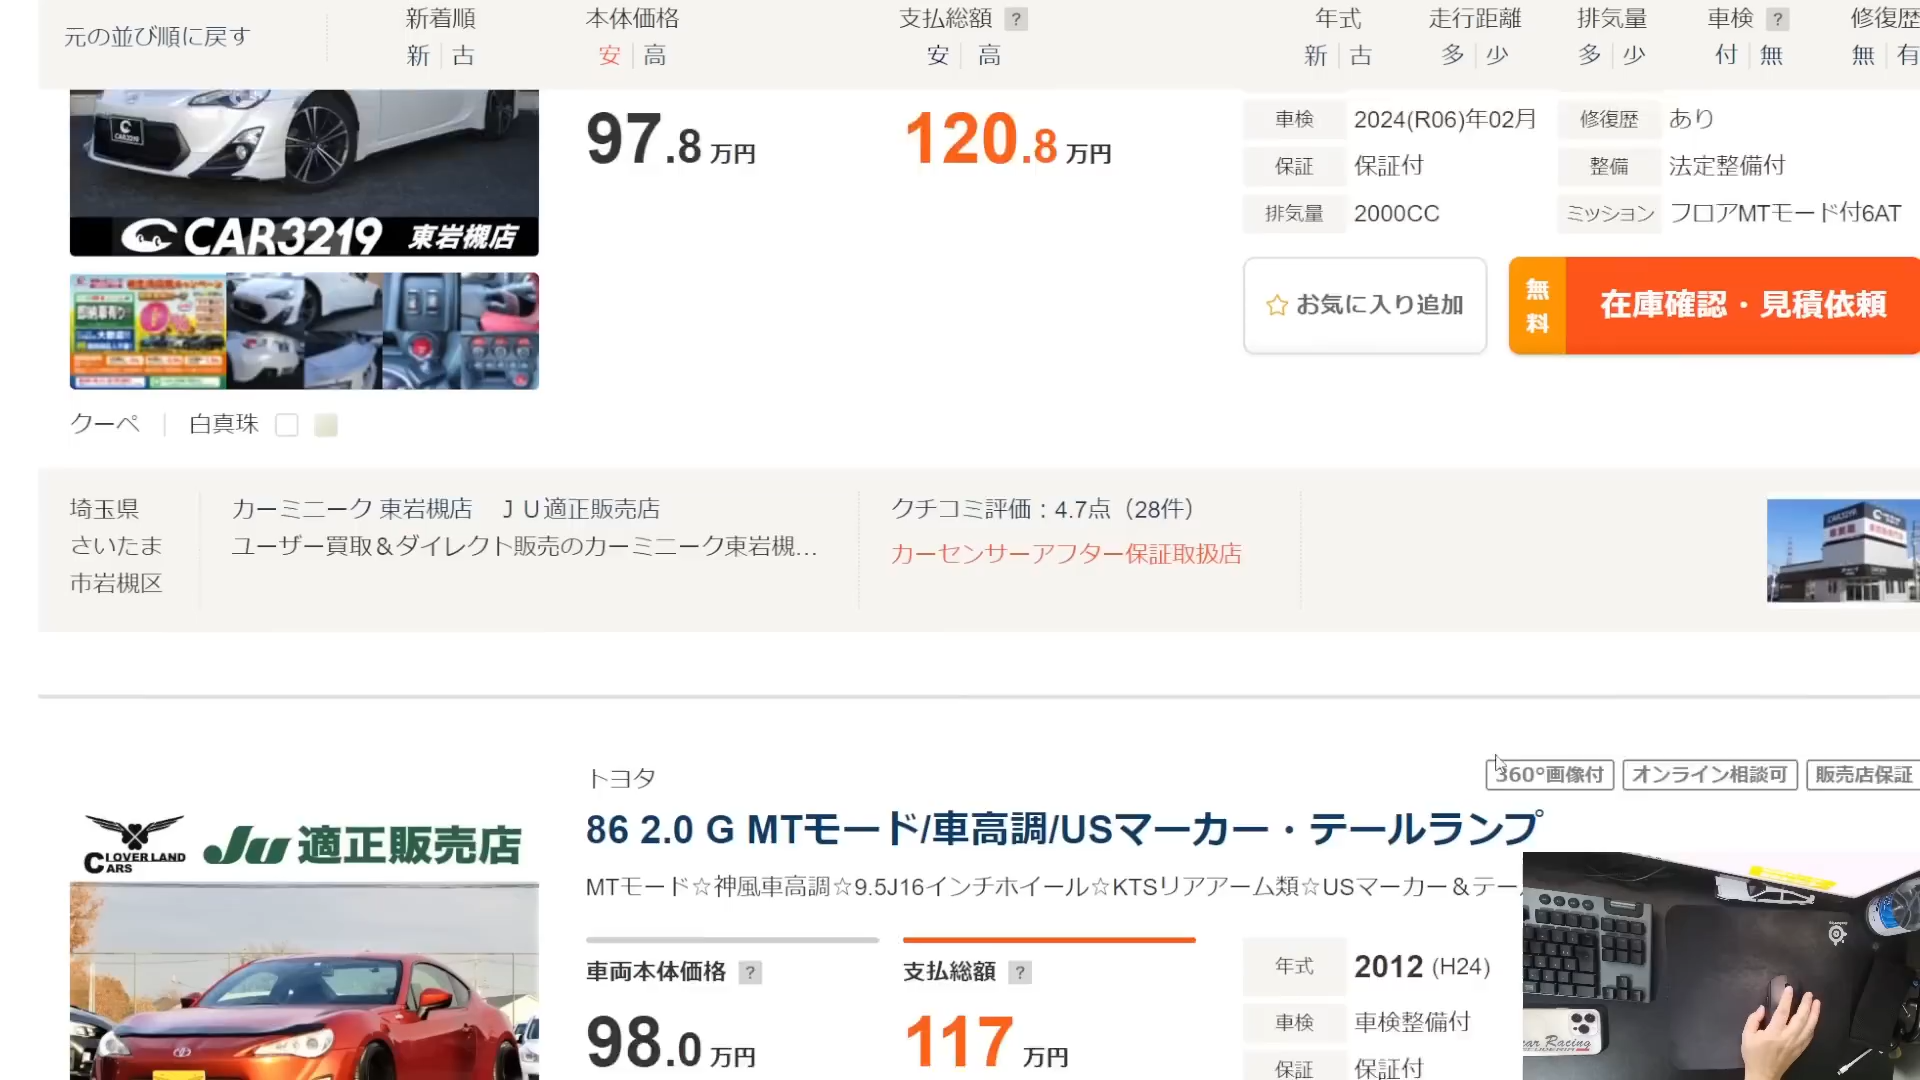 元の並び順に戻す
新着順
新 古
本体価格
安 高
支払総額 ?
安 高
年式
新 古
走行距離
多 少
排気量
多 少
車検 ?
付 無
修復歴
無 有
97.8万円
120.8万円
車検 2024(R06)年02月
修復歴 あり
保証 保証付
整備 法定整備付
排気量 2000CC
ミッション フロアMTモード付6AT
CAR3219 東岩槻店
お気に入り追加
無料
在庫確認・見積依頼
クーペ 白真珠
埼玉県
さいたま
市岩槻区
カーミニーク 東岩槻店 ＪＵ適正販売店
ユーザー買取＆ダイレクト販売のカーミニーク東岩槻…
クチコミ評価：4.7点（28件）
カーセンサーアフター保証取扱店
トヨタ
360°画像付 オンライン相談可 販売店保証
86 2.0 G MTモード/車高調/USマーカー・テールランプ
MTモード☆神風車高調☆9.5J16インチホイール☆KTSリアアーム類☆USマーカー＆テー
CLOVERLAND CARS
JU 適正販売店
車両本体価格 ?
98.0万円
支払総額 ?
117万円
年式 2012 (H24)
車検 車検整備付
保証 保証付